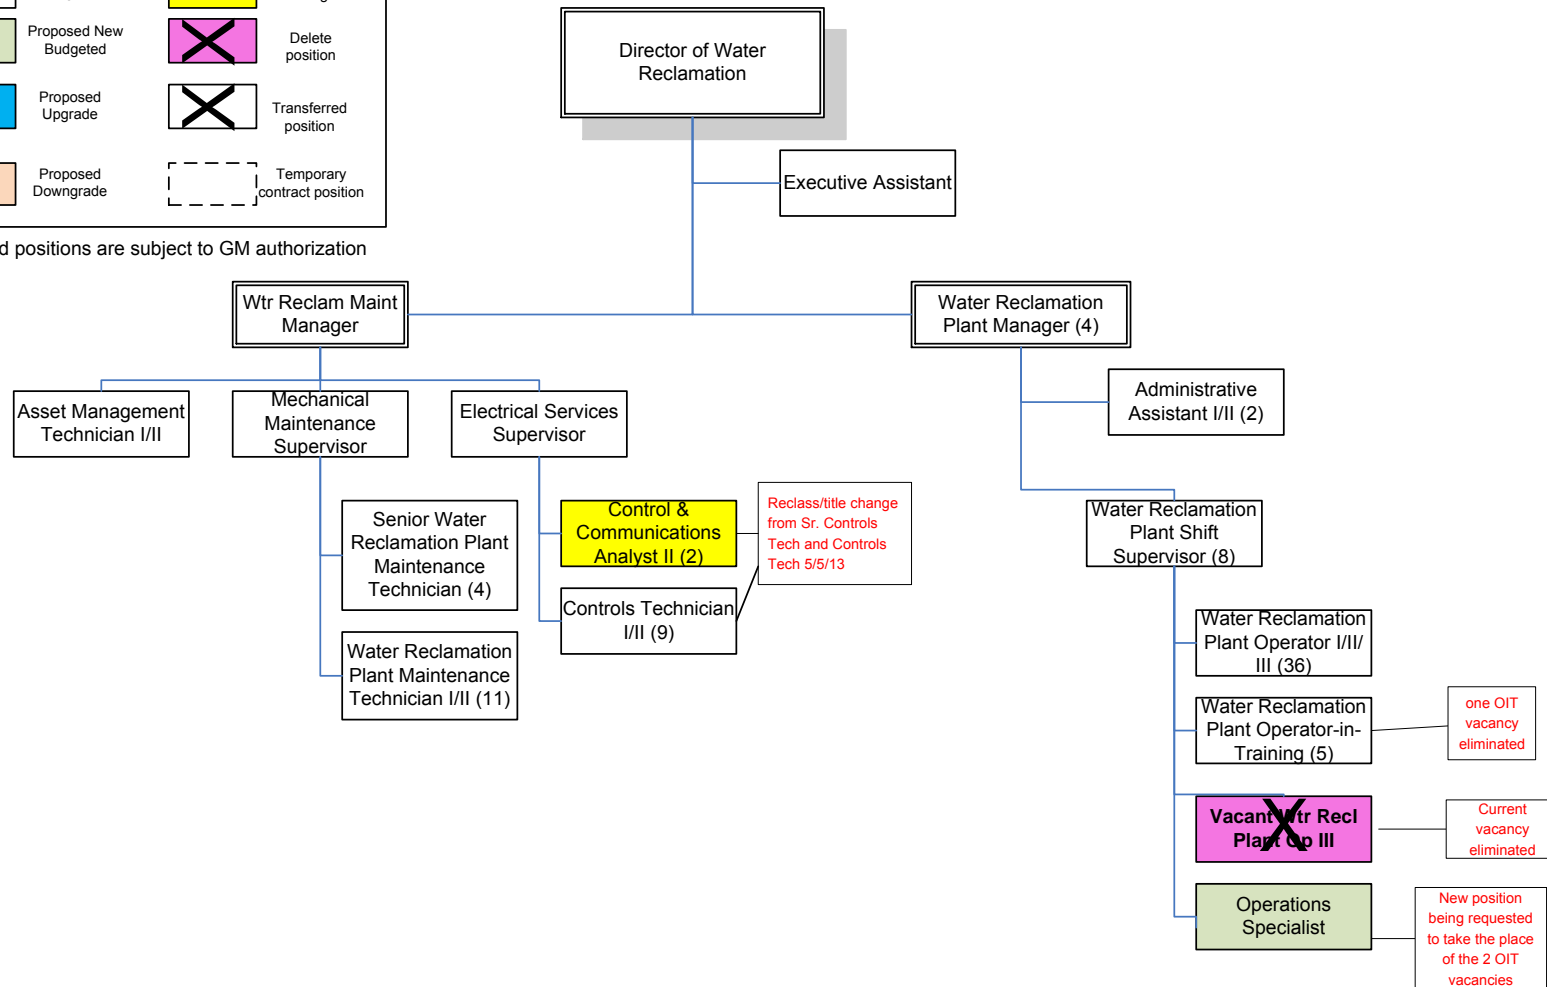 Proposed New
Budgeted
Delete
position
Proposed
Upgrade
Transferred
position
Proposed
Downgrade
Temporary
contract position
positions are subject to GM authorization
Director of Water
Reclamation
Executive Assistant
Wtr Reclam Maint
Manager
Water Reclamation
Plant Manager (4)
Asset Management
Technician I/II
Mechanical
Maintenance
Supervisor
Electrical Services
Supervisor
Administrative
Assistant I/II (2)
Senior Water
Reclamation Plant
Maintenance
Technician (4)
Control &
Communications
Analyst II (2)
Reclass/title change
from Sr. Controls
Tech and Controls
Tech 5/5/13
Water Reclamation
Plant Shift
Supervisor (8)
Controls Technician
I/II (9)
Water Reclamation
Plant Maintenance
Technician I/II (11)
Water Reclamation
Plant Operator I/II/
III (36)
Water Reclamation
Plant Operator-in-
Training (5)
one OIT
vacancy
eliminated
Vacant Wtr Recl
Plant Op III
Current
vacancy
eliminated
Operations
Specialist
New position
being requested
to take the place
of the 2 OIT
vacancies